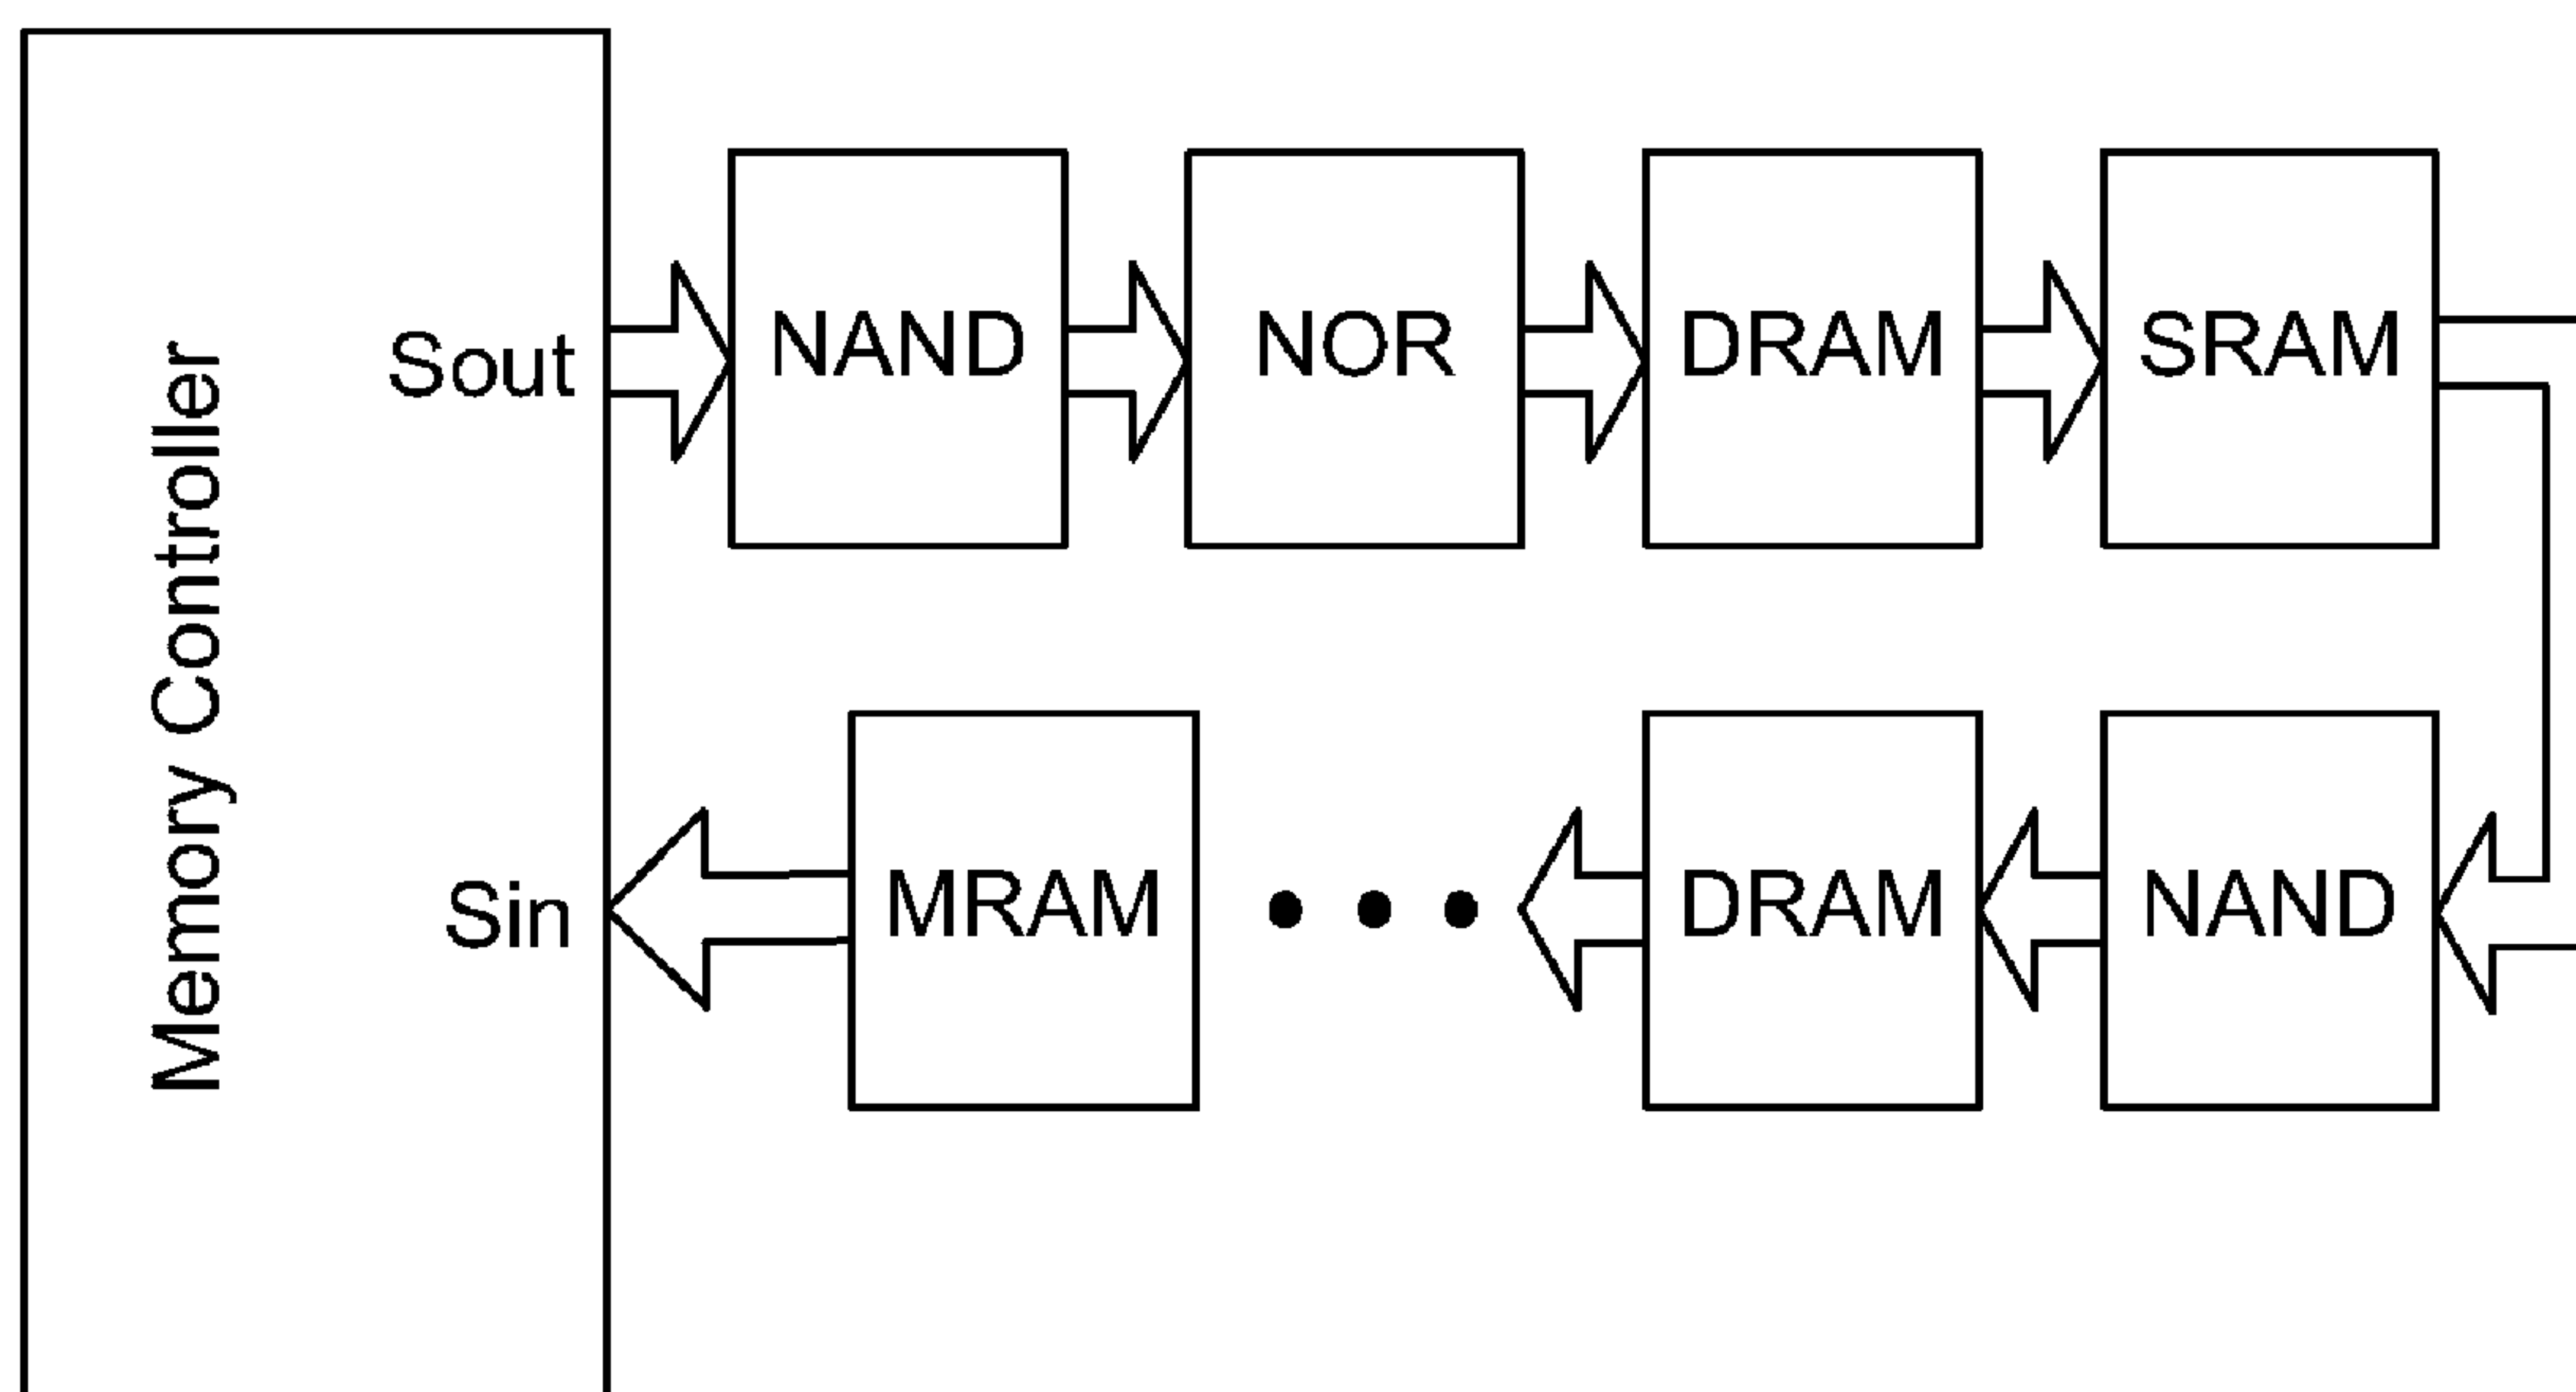 Memory Controller
Sout
NAND
NOR
DRAM
SRAM
Sin
MRAM
DRAM
NAND